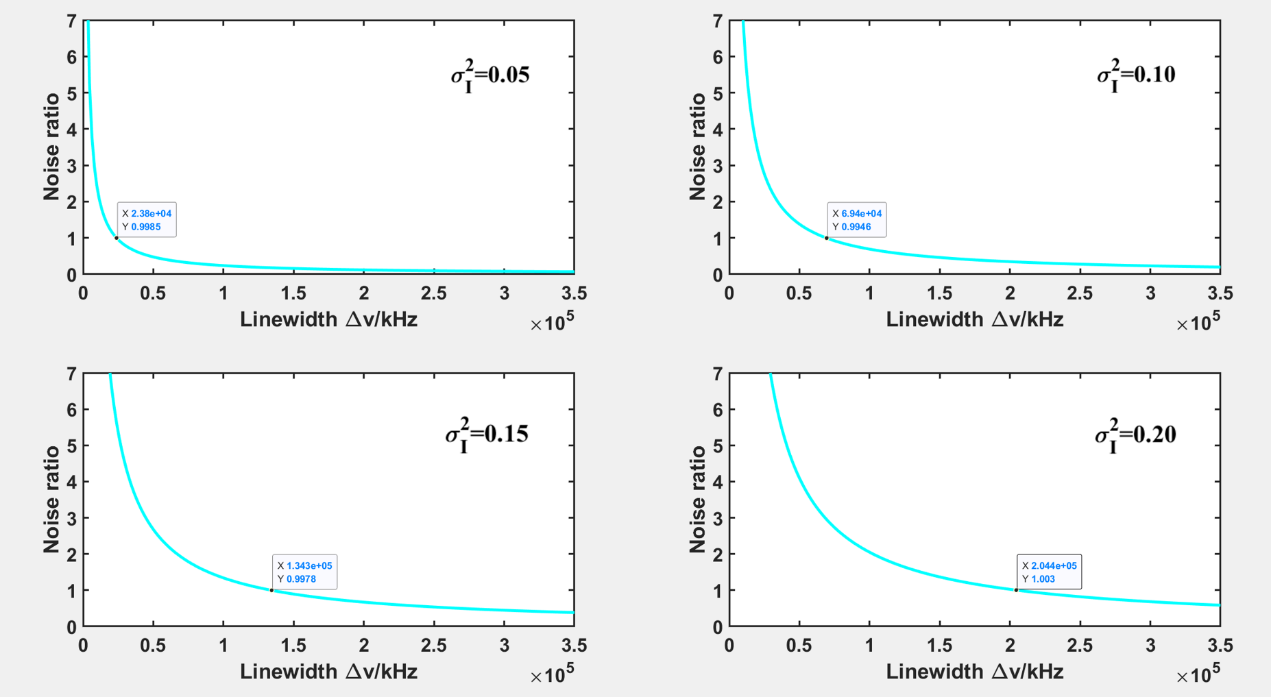 7
6
5
4
3
2
1
0
Noise ratio
σ_I^2=0.05
X 2.38e+04
Y 0.9985
0 0.5 1 1.5 2 2.5 3 3.5
Linewidth Δv/kHz
×10^5
7
6
5
4
3
2
1
0
Noise ratio
σ_I^2=0.10
X 6.94e+04
Y 0.9946
0 0.5 1 1.5 2 2.5 3 3.5
Linewidth Δv/kHz
×10^5
7
6
5
4
3
2
1
0
Noise ratio
σ_I^2=0.15
X 1.343e+05
Y 0.9978
0 0.5 1 1.5 2 2.5 3 3.5
Linewidth Δv/kHz
×10^5
7
6
5
4
3
2
1
0
Noise ratio
σ_I^2=0.20
X 2.044e+05
Y 1.003
0 0.5 1 1.5 2 2.5 3 3.5
Linewidth Δv/kHz
×10^5